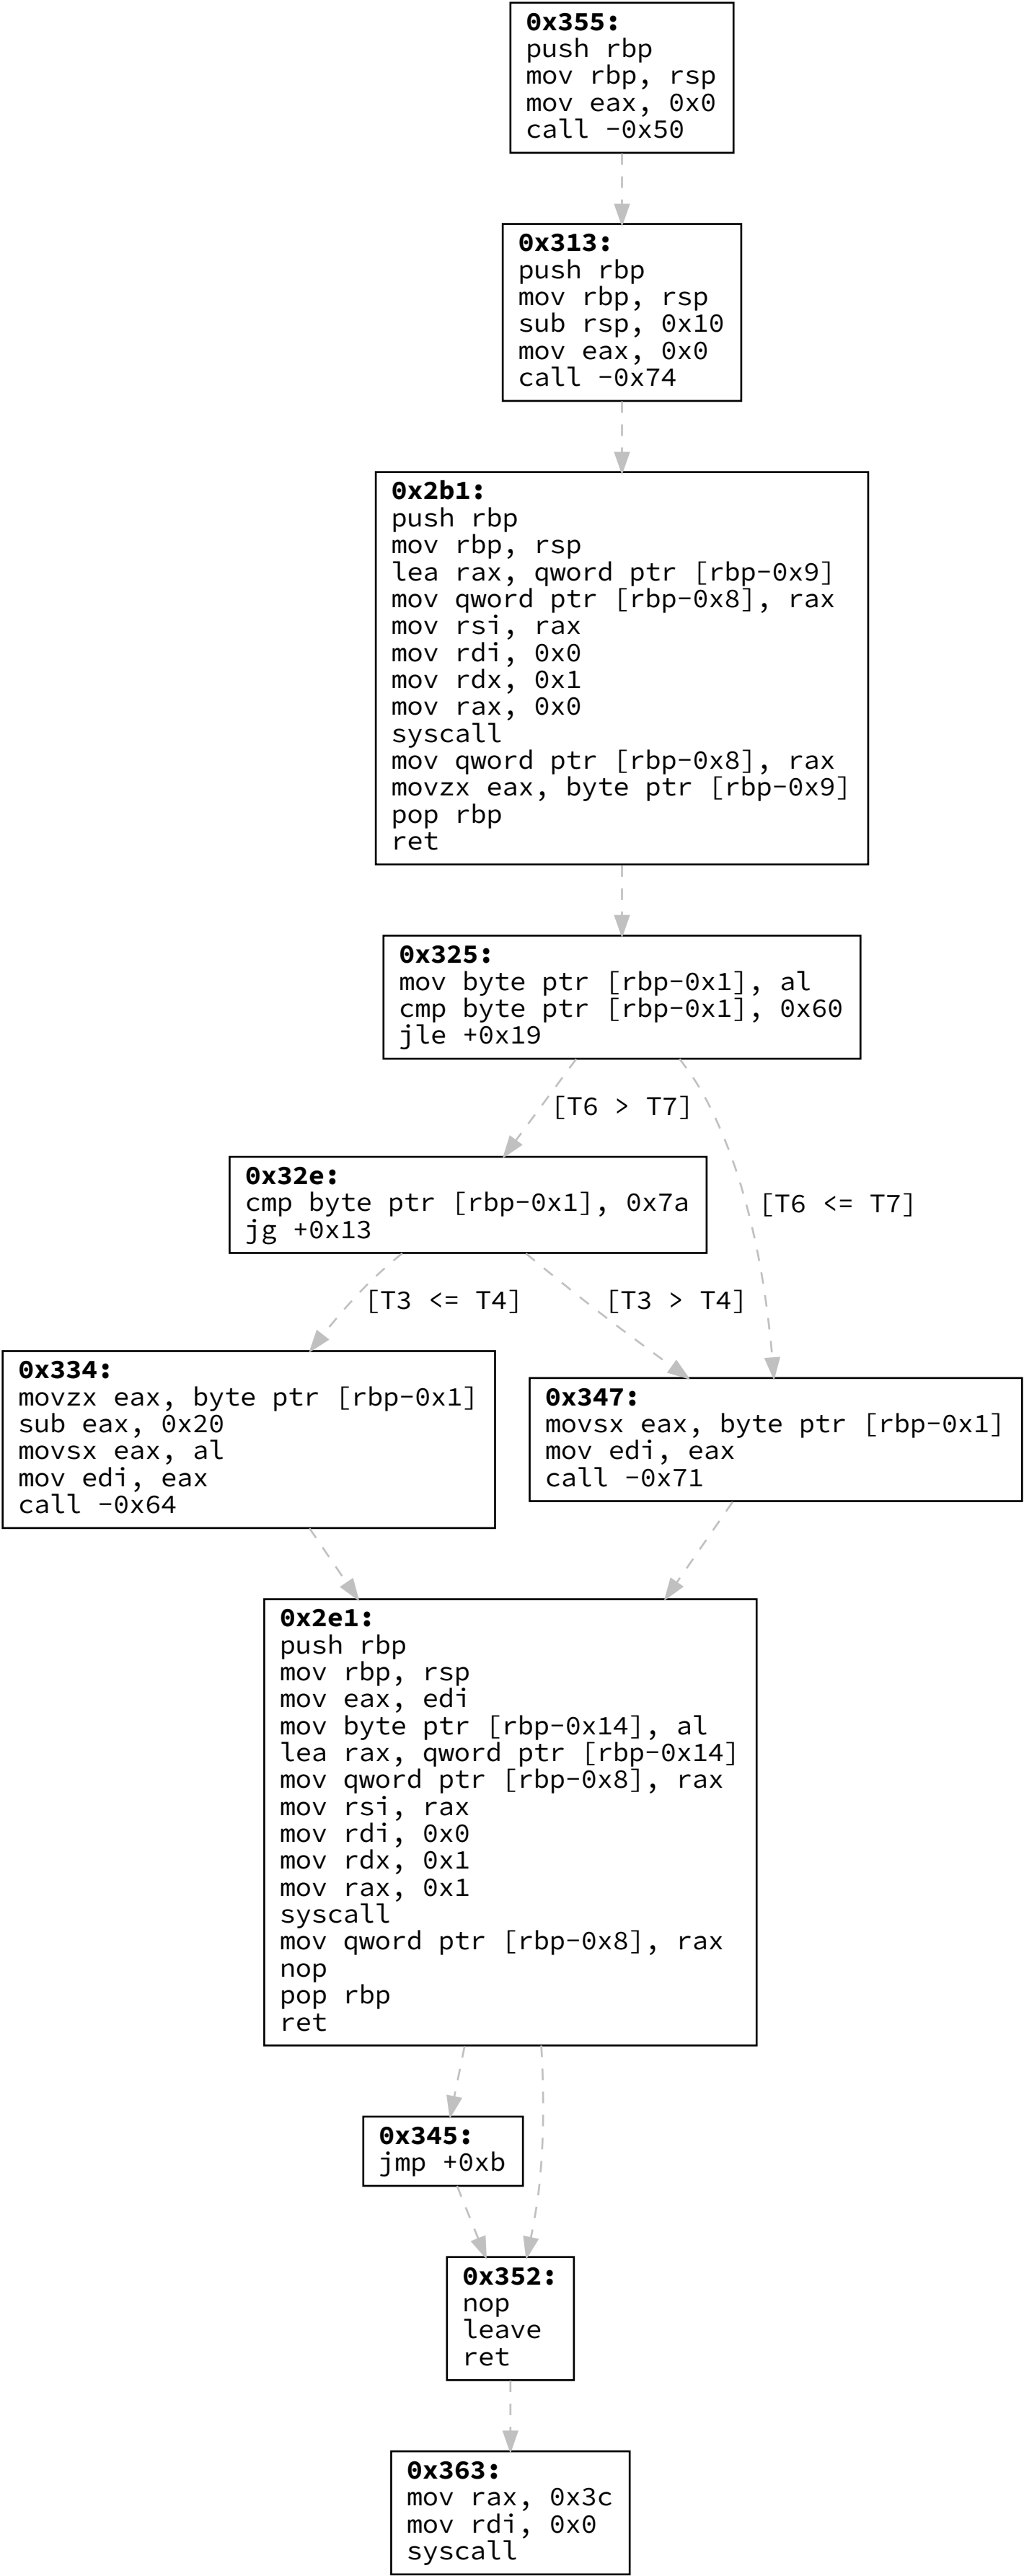 0x355:
push rbp
mov rbp, rsp
mov eax, 0x0
call -0x50
0x313:
push rbp
mov rbp, rsp
sub rsp, 0x10
mov eax, 0x0
call -0x74
0x2b1:
push rbp
mov rbp, rsp
lea rax, qword ptr [rbp-0x9]
mov qword ptr [rbp-0x8], rax
mov rsi, rax
mov rdi, 0x0
mov rdx, 0x1
mov rax, 0x0
syscall
mov qword ptr [rbp-0x8], rax
movzx eax, byte ptr [rbp-0x9]
pop rbp
ret
0x325:
mov byte ptr [rbp-0x1], al
cmp byte ptr [rbp-0x1], 0x60
jle +0x19
[T6 > T7]
0x32e:
cmp byte ptr [rbp-0x1], 0x7a
jg +0x13
[T6 <= T7]
[T3 <= T4]
[T3 > T4]
0x334:
movzx eax, byte ptr [rbp-0x1]
sub eax, 0x20
movsx eax, al
mov edi, eax
call -0x64
0x347:
movsx eax, byte ptr [rbp-0x1]
mov edi, eax
call -0x71
0x2e1:
push rbp
mov rbp, rsp
mov eax, edi
mov byte ptr [rbp-0x14], al
lea rax, qword ptr [rbp-0x14]
mov qword ptr [rbp-0x8], rax
mov rsi, rax
mov rdi, 0x0
mov rdx, 0x1
mov rax, 0x1
syscall
mov qword ptr [rbp-0x8], rax
nop
pop rbp
ret
0x345:
jmp +0xb
0x352:
nop
leave
ret
0x363:
mov rax, 0x3c
mov rdi, 0x0
syscall